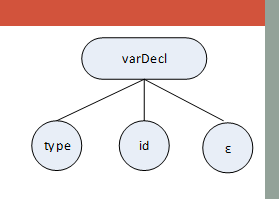 varDecl
type
id
ε